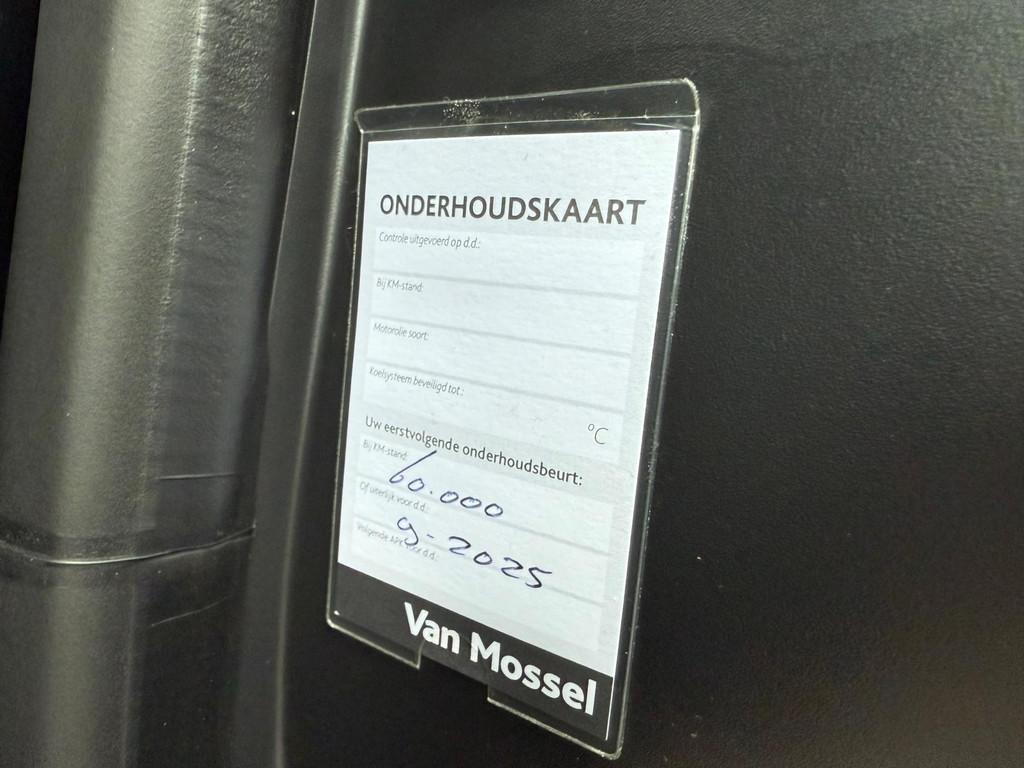 ONDERHOUDSKAART
Controle uitgevoerd op d.d.:
Bij KM-stand:
Motorolie soort:
Koelsysteem beveiligd tot:
°C
Uw eerstvolgende onderhoudsbeurt:
Bij KM-stand:
60.000
Of uiterlijk voor d.d.:
9-2025
Volgende APK voor d.d.:
Van Mossel